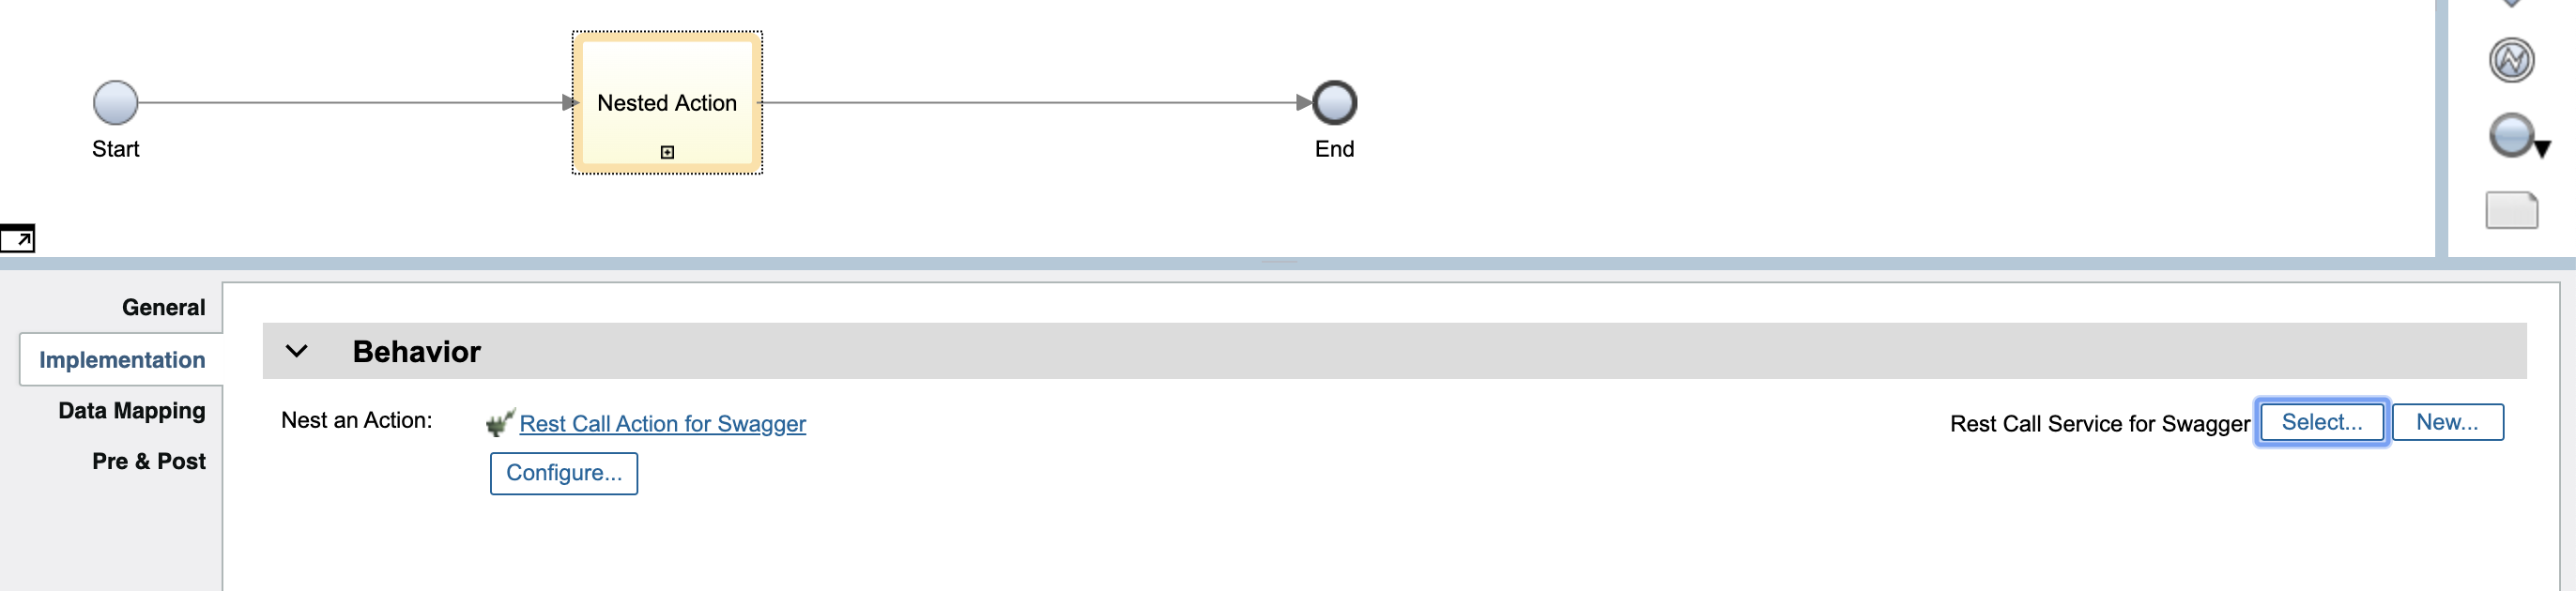 Nested Action
Start
End
General
Implementation
Data Mapping
Pre & Post
Behavior
Nest an Action: Rest Call Action for Swagger Rest Call Service for Swagger Select... New...
Configure...